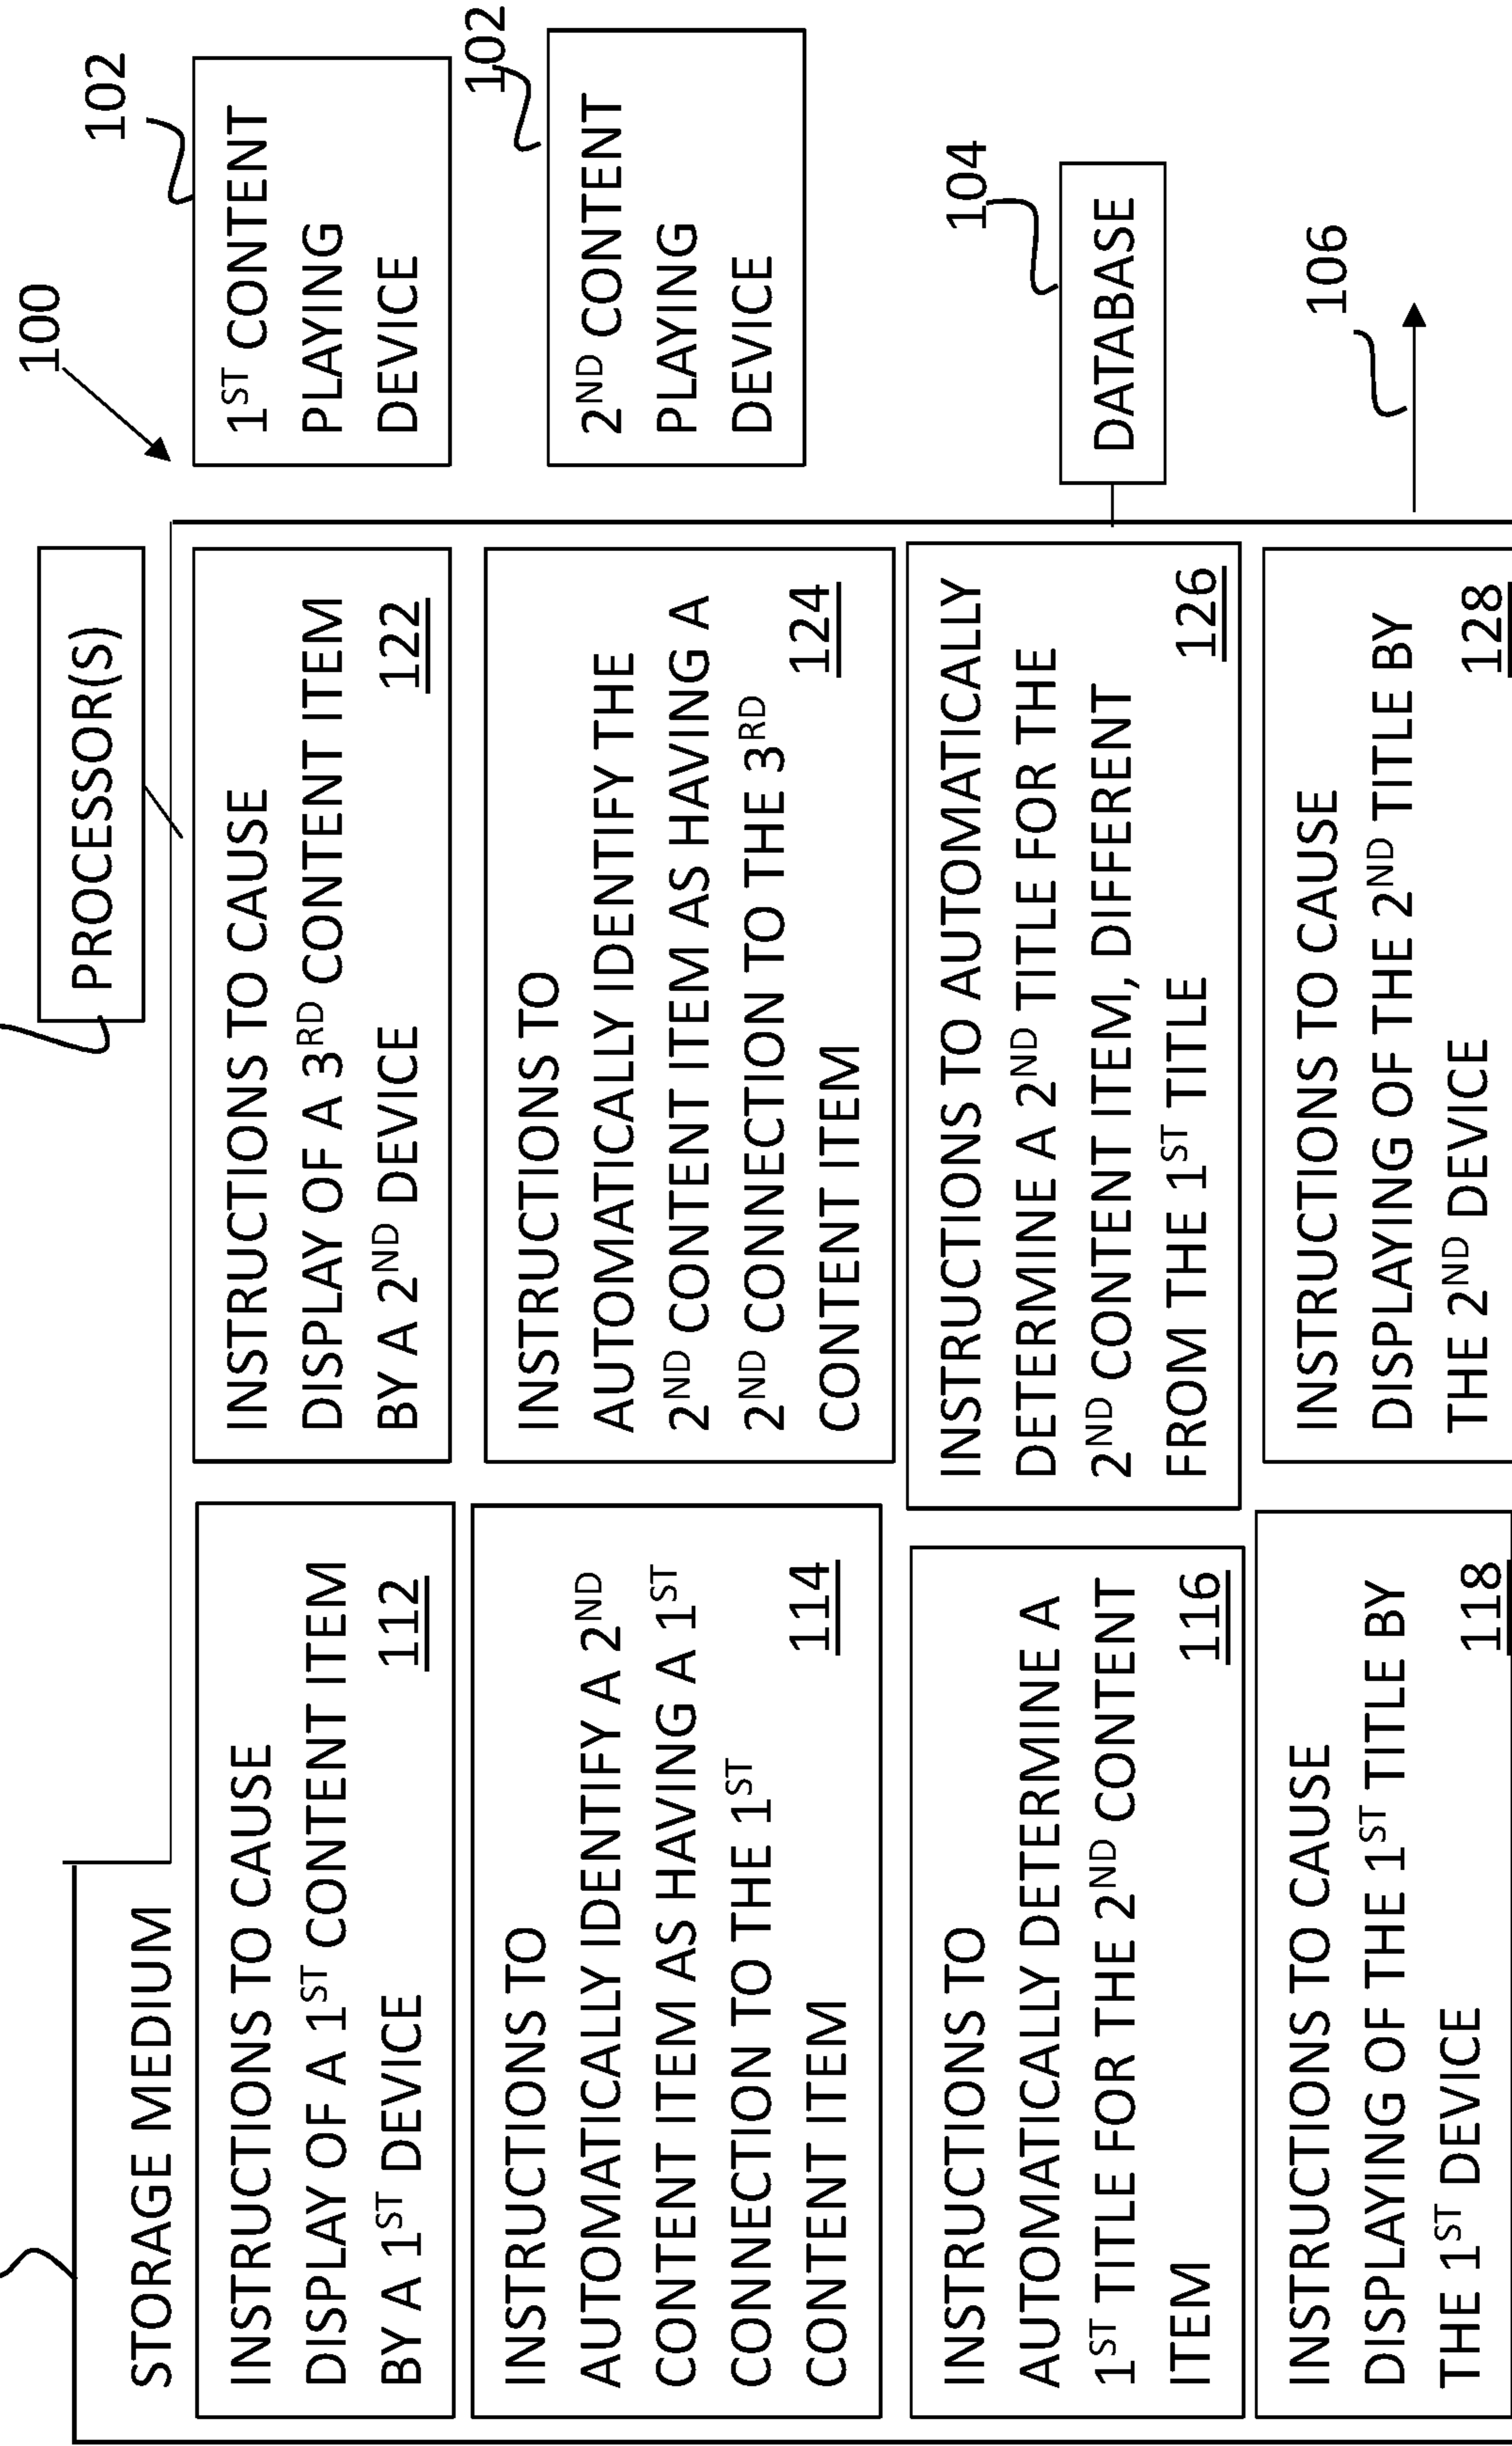 100
PROCESSOR(S)
STORAGE MEDIUM
INSTRUCTIONS TO CAUSE
DISPLAY OF A 1ST CONTENT ITEM
BY A 1ST DEVICE
112
INSTRUCTIONS TO
AUTOMATICALLY IDENTIFY A 2ND
CONTENT ITEM AS HAVING A 1ST
CONNECTION TO THE 1ST
CONTENT ITEM
114
INSTRUCTIONS TO
AUTOMATICALLY DETERMINE A
1ST TITLE FOR THE 2ND CONTENT
ITEM
116
INSTRUCTIONS TO CAUSE
DISPLAYING OF THE 1ST TITLE BY
THE 1ST DEVICE
118
INSTRUCTIONS TO CAUSE
DISPLAY OF A 3RD CONTENT ITEM
BY A 2ND DEVICE
122
INSTRUCTIONS TO
AUTOMATICALLY IDENTIFY THE
2ND CONTENT ITEM AS HAVING A
2ND CONNECTION TO THE 3RD
CONTENT ITEM
124
INSTRUCTIONS TO AUTOMATICALLY
DETERMINE A 2ND TITLE FOR THE
2ND CONTENT ITEM, DIFFERENT
FROM THE 1ST TITLE
126
INSTRUCTIONS TO CAUSE
DISPLAYING OF THE 2ND TITLE BY
THE 2ND DEVICE
128
102
1ST CONTENT
PLAYING
DEVICE
102
2ND CONTENT
PLAYING
DEVICE
104
DATABASE
106